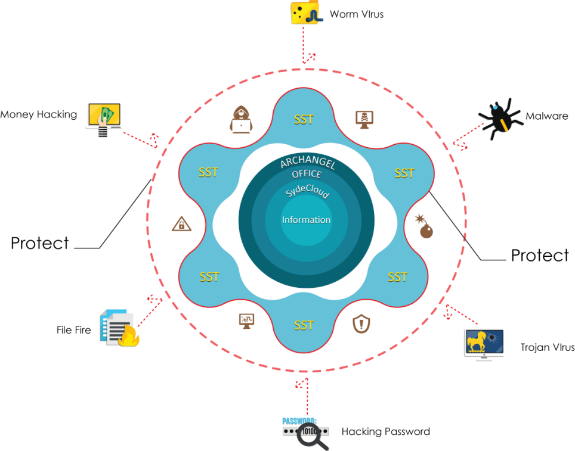 Worm VIrus
Money Hacking
Malware
SST
SST
SST
ARCHANGEL
OFFICE
SydeCloud
Information
Protect
Protect
SST
SST
SST
File Fire
Trojan VIrus
PASSWORD:
1010
Hacking Password